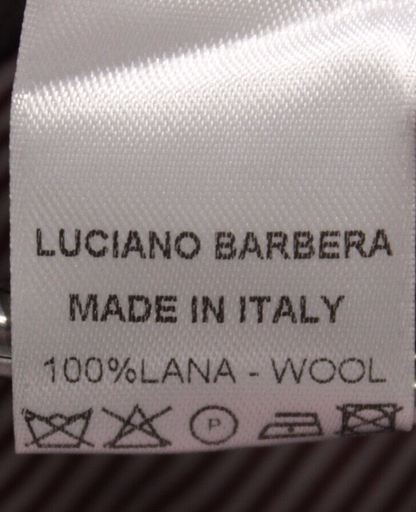 LUCIANO BARBERA
MADE IN ITALY
100%LANA - WOOL
P